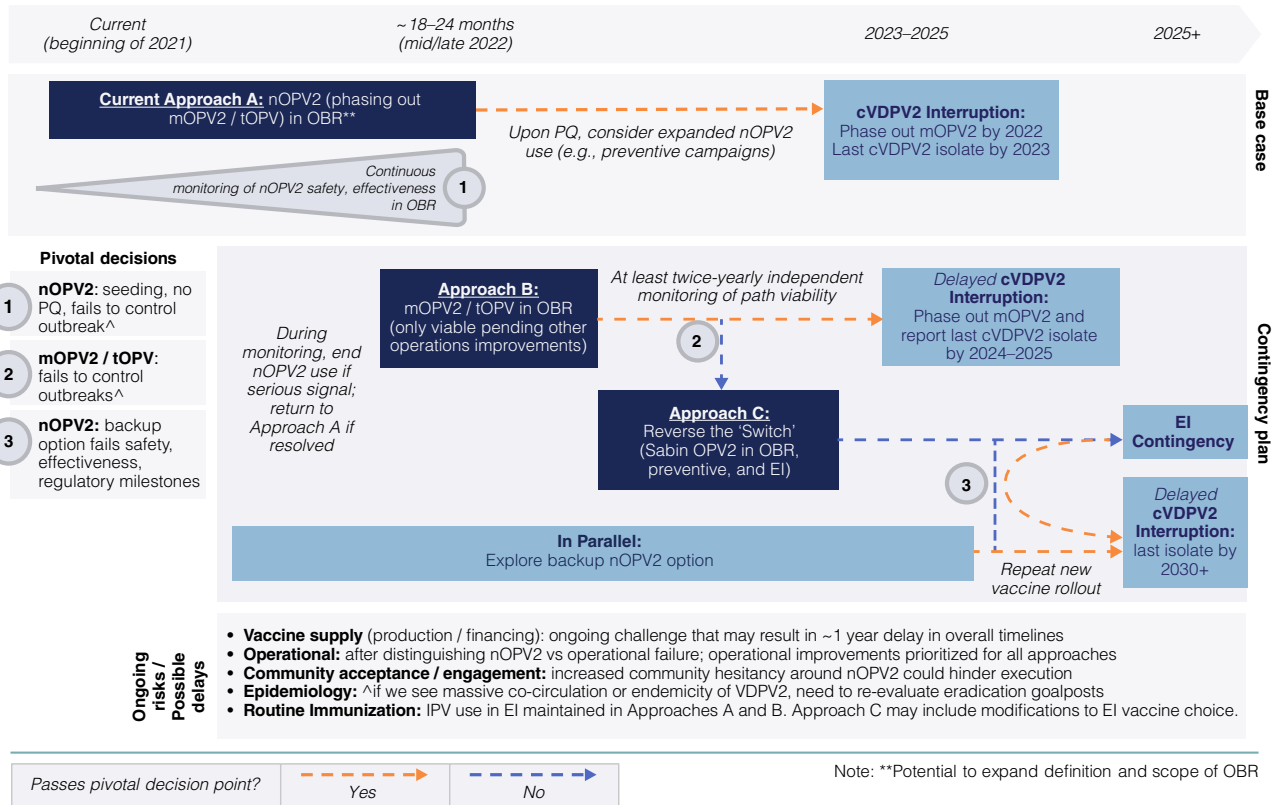 Current
(beginning of 2021)
~18–24 months
(mid/late 2022)
2023–2025
2025+
Current Approach A: nOPV2 (phasing out
mOPV2 / tOPV) in OBR**
Upon PQ, consider expanded nOPV2
use (e.g., preventive campaigns)
cVDPV2 Interruption:
Phase out mOPV2 by 2022
Last cVDPV2 isolate by 2023
Base case
Continuous
monitoring of nOPV2 safety, effectiveness
in OBR
1
Pivotal decisions
1
nOPV2: seeding, no
PQ, fails to control
outbreak^
2
mOPV2 / tOPV:
fails to control
outbreaks^
3
nOPV2: backup
option fails safety,
effectiveness,
regulatory milestones
During
monitoring, end
nOPV2 use if
serious signal;
return to
Approach A if
resolved
Approach B:
mOPV2 / tOPV in OBR
(only viable pending other
operations improvements)
At least twice-yearly independent
monitoring of path viability
2
Delayed cVDPV2
Interruption:
Phase out mOPV2 and
report last cVDPV2 isolate
by 2024–2025
Approach C:
Reverse the ‘Switch’
(Sabin OPV2 in OBR,
preventive, and EI)
3
EI
Contingency
Delayed
cVDPV2
Interruption:
last isolate by
2030+
In Parallel:
Explore backup nOPV2 option
Repeat new
vaccine rollout
Contingency plan
Ongoing
risks /
Possible
delays
• Vaccine supply (production / financing): ongoing challenge that may result in ~1 year delay in overall timelines
• Operational: after distinguishing nOPV2 vs operational failure; operational improvements prioritized for all approaches
• Community acceptance / engagement: increased community hesitancy around nOPV2 could hinder execution
• Epidemiology: ^if we see massive co-circulation or endemicity of VDPV2, need to re-evaluate eradication goalposts
• Routine Immunization: IPV use in EI maintained in Approaches A and B. Approach C may include modifications to EI vaccine choice.
Passes pivotal decision point?
Yes
No
Note: **Potential to expand definition and scope of OBR